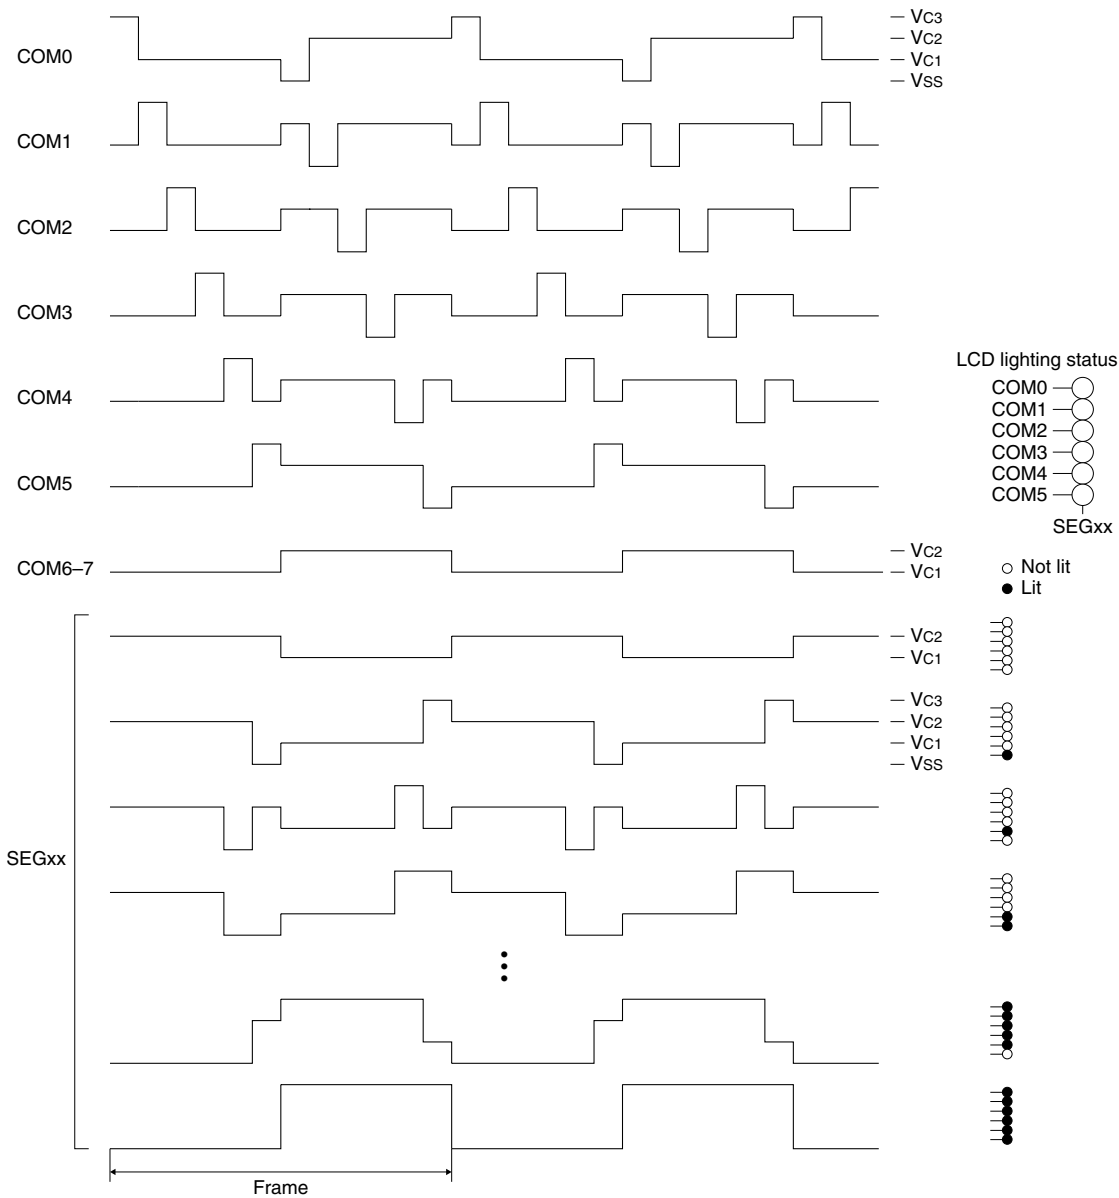 COM0
VC3
VC2
VC1
VSS
COM1
COM2
COM3
COM4
COM5
LCD lighting status
COM0
COM1
COM2
COM3
COM4
COM5
SEGxx
COM6–7
VC2
VC1
Not lit
Lit
SEGxx
VC2
VC1
VC3
VC2
VC1
VSS
Frame